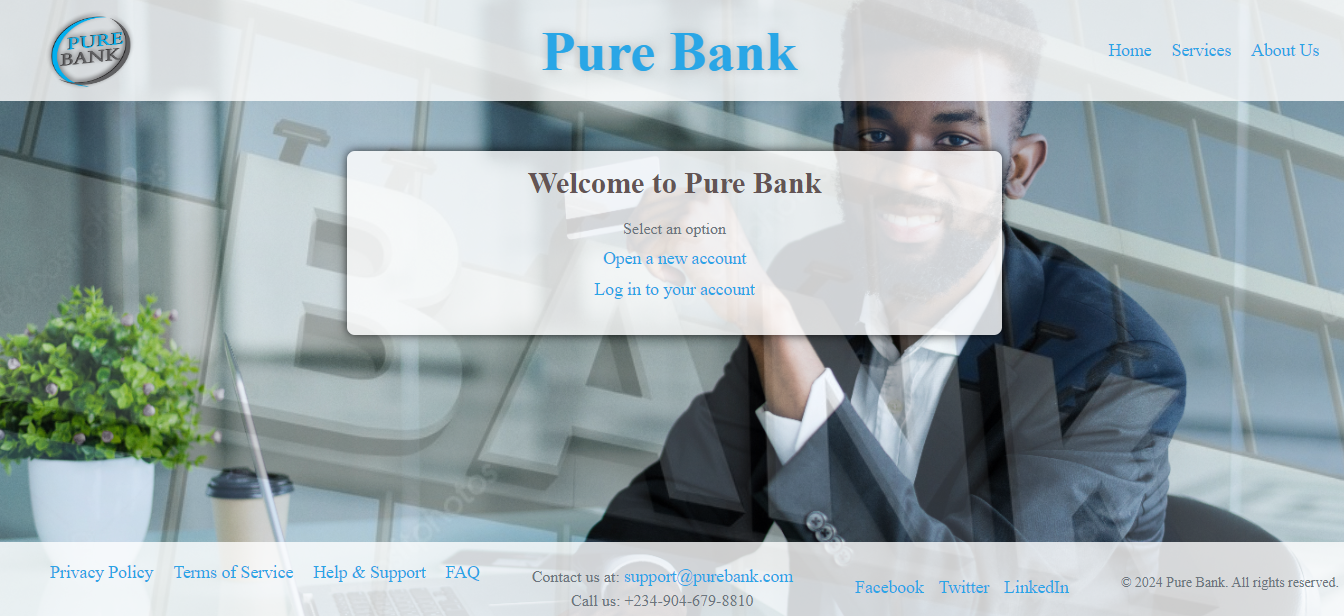 PURE
BANK
Pure Bank
Home Services About Us
BANK
Welcome to Pure Bank
Select an option
Open a new account
Log in to your account
Privacy Policy Terms of Service Help & Support FAQ
Contact us at: support@purebank.com
Call us: +234-904-679-8810
Facebook Twitter LinkedIn
© 2024 Pure Bank. All rights reserved.